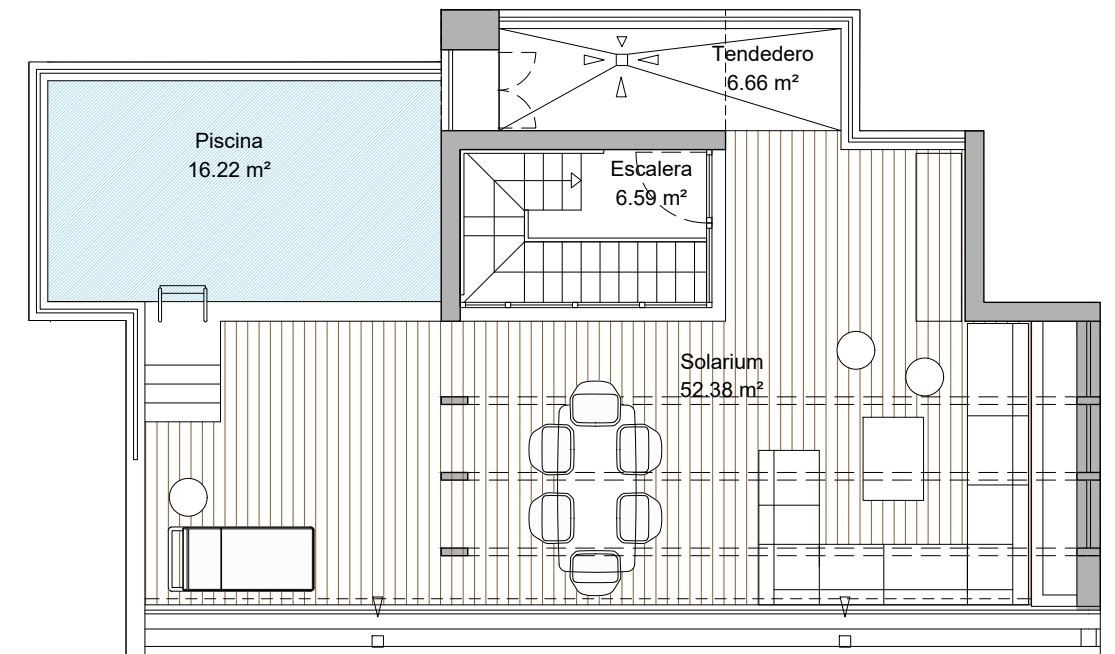 Tendedero
6.66 m²
Piscina
16.22 m²
Escalera
6.59 m²
Solarium
52.38 m²